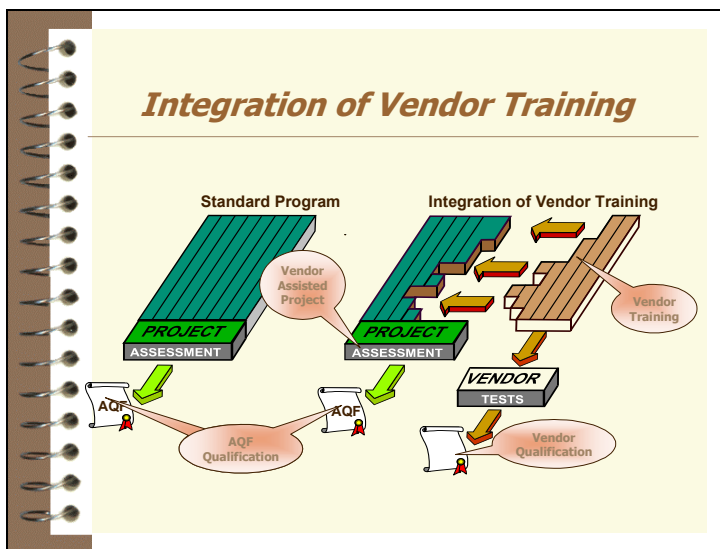 Integration of Vendor Training
Standard Program
Integration of Vendor Training
Vendor
Assisted
Project
Vendor
Training
PROJECT
ASSESSMENT
PROJECT
ASSESSMENT
VENDOR
TESTS
AQF
AQF
AQF
Qualification
Vendor
Qualification